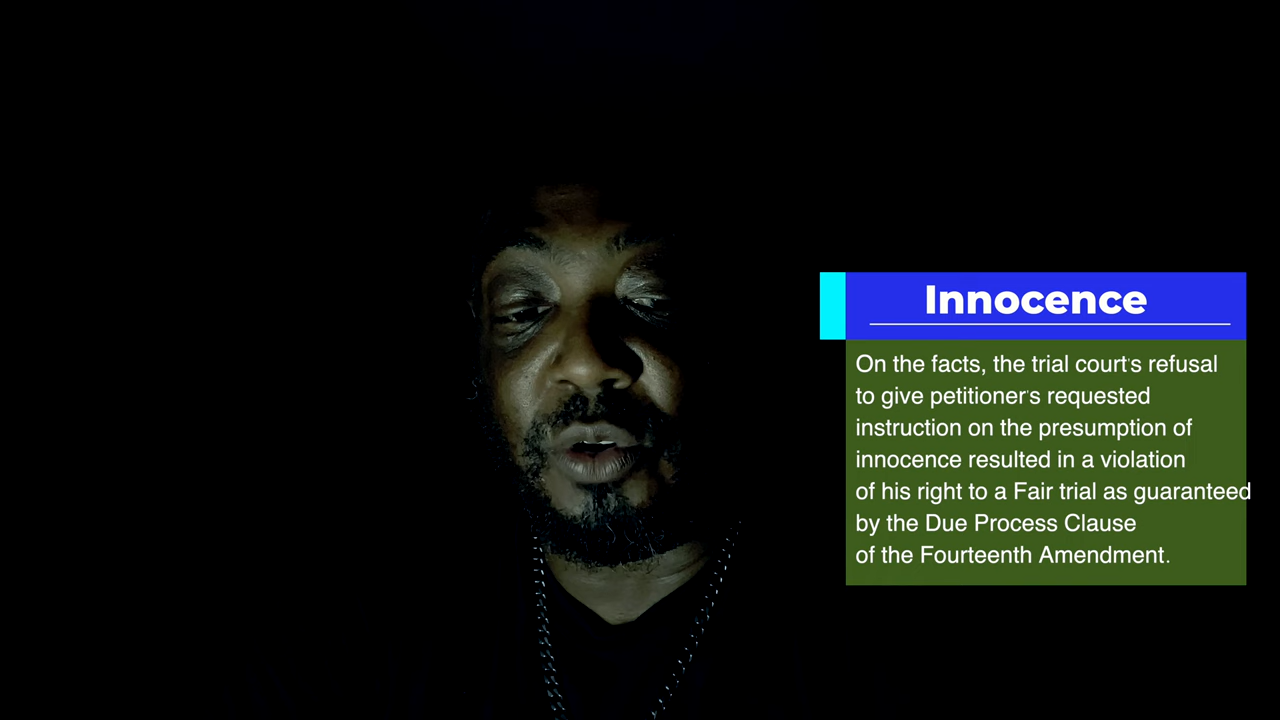 Innocence
On the facts, the trial court's refusal
to give petitioner's requested
instruction on the presumption of
innocence resulted in a violation
of his right to a Fair trial as guaranteed
by the Due Process Clause
of the Fourteenth Amendment.